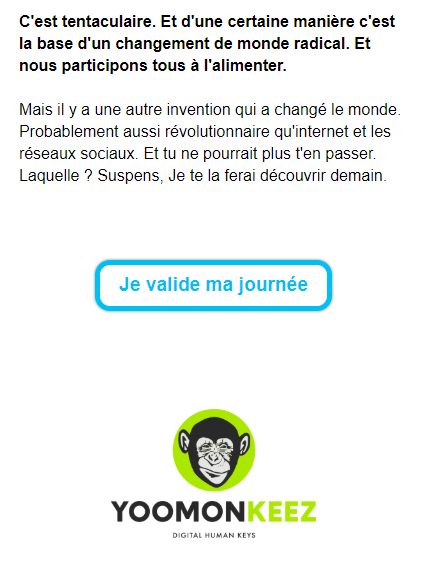 C'est tentaculaire. Et d'une certaine manière c'est
la base d'un changement de monde radical. Et
nous participons tous à l'alimenter.
Mais il y a une autre invention qui a changé le monde.
Probablement aussi révolutionnaire qu'internet et les
réseaux sociaux. Et tu ne pourrait plus t'en passer.
Laquelle ? Suspens, Je te la ferai découvrir demain.
Je valide ma journée
YOOMONKEEZ
DIGITAL HUMAN KEYS